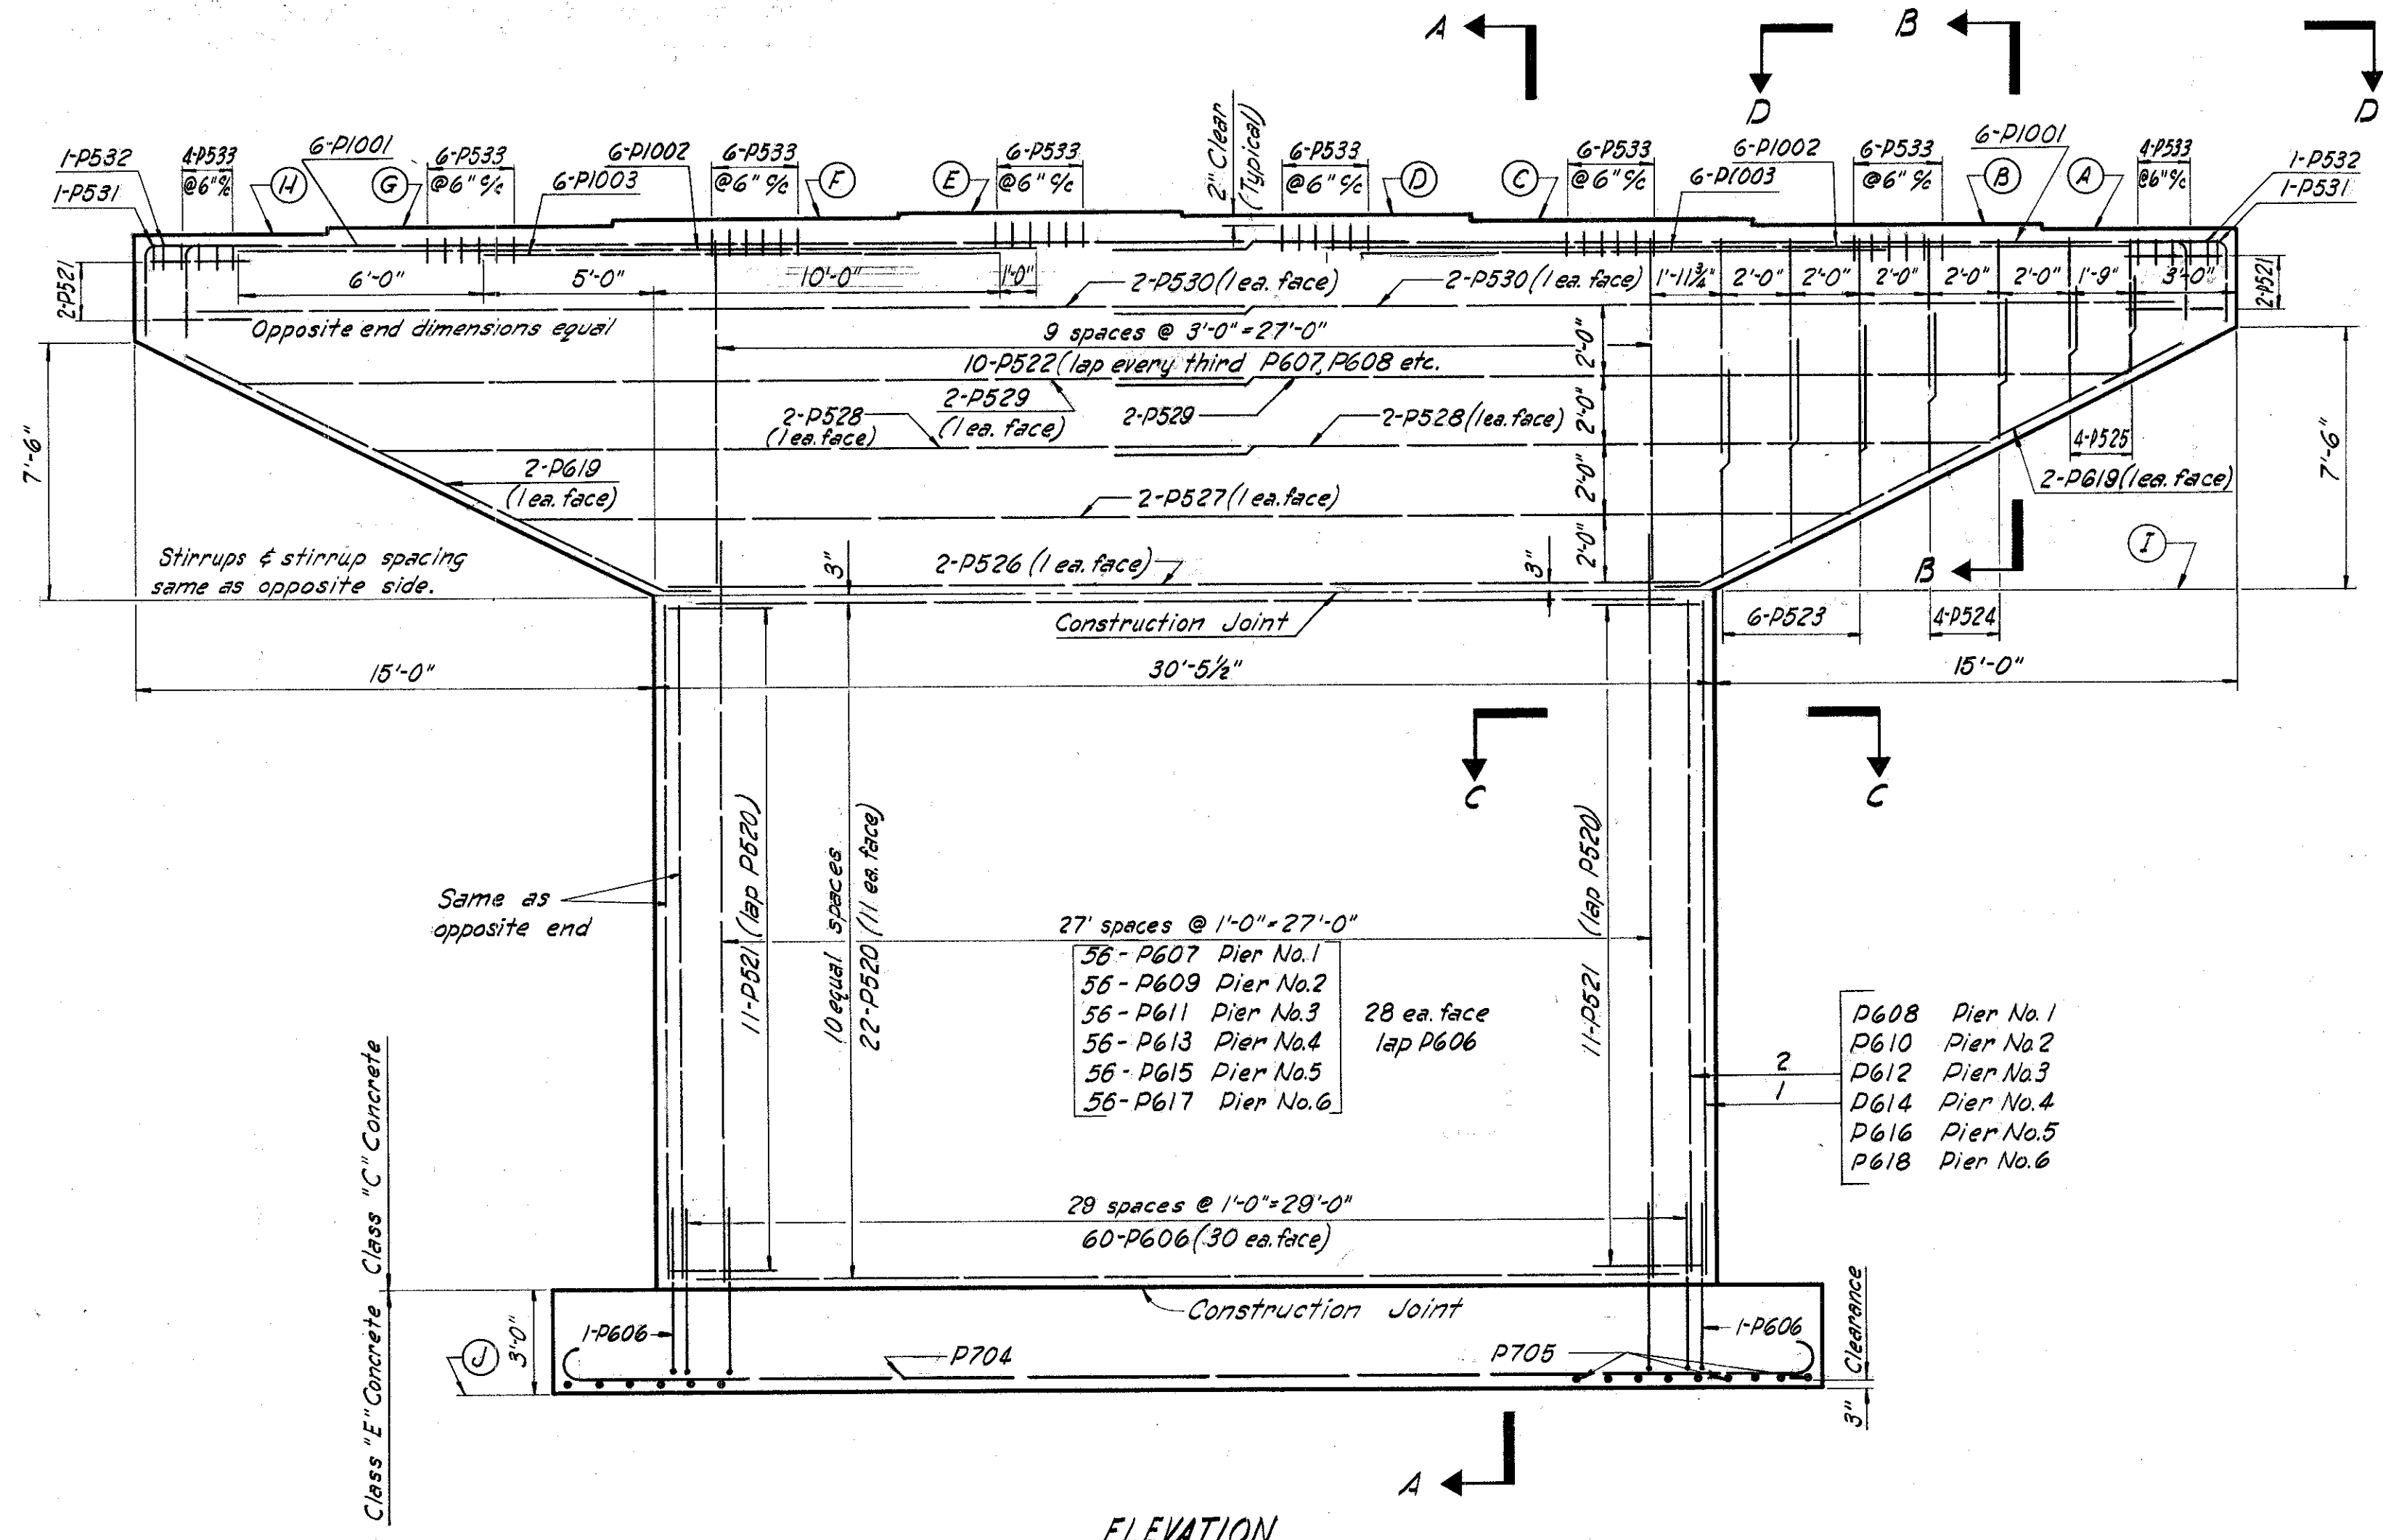 A
B
D
D
1-P532
1-P531
4-P533
@6" c/c
H
6-P1001
G
6-P533
@6" c/c
6-P1002
6-P1003
6-P533
@6" c/c
F
E
6-P533
@6" c/c
2" Clear
(Typical)
6-P533
@6" c/c
D
C
6-P533
@6" c/c
6-P1002
6-P1003
6-P533
@6" c/c
6-P1001
B
A
4-P533
@6" c/c
1-P532
1-P531
2-P521
6'-0"
5'-0"
10'-0"
1'-0"
2-P530 (1 ea. face)
2-P530 (1 ea. face)
1'-11¾"
2'-0"
2'-0"
2'-0"
2'-0"
2'-0"
1'-9"
3'-0"
2-P521
Opposite end dimensions equal
9 spaces @ 3'-0" = 27'-0"
10-P522 (lap every third P607, P608 etc.
2'-0"
2-P529
(1 ea. face)
2-P529
2-P528
(1 ea. face)
2-P528 (1 ea. face)
2'-0"
4-P525
7'-6"
2-P619
(1 ea. face)
2-P527 (1 ea. face)
2'-0"
2-P619 (1 ea. face)
7'-6"
Stirrups & stirrup spacing
same as opposite side.
3"
2-P526 (1 ea. face)
3"
2'-0"
I
B
Construction Joint
6-P523
4-P524
15'-0"
30'-5½"
15'-0"
C
C
Same as
opposite end
11-P521 (lap P520)
10 equal spaces
22-P520 (11 ea. face)
27' spaces @ 1'-0" = 27'-0"
56-P607 Pier No.1
56-P609 Pier No.2
56-P611 Pier No.3
56-P613 Pier No.4
56-P615 Pier No.5
56-P617 Pier No.6
28 ea. face
lap P606
11-P521 (lap P520)
2
1
P608 Pier No. 1
P610 Pier No. 2
P612 Pier No. 3
P614 Pier No. 4
P616 Pier No. 5
P618 Pier No. 6
29 spaces @ 1'-0" = 29'-0"
60-P606 (30 ea. face)
Class "C" Concrete
Class "E" Concrete
Construction Joint
J
3'-0"
1-P606
P704
P705
1-P606
3" Clearance
A
ELEVATION